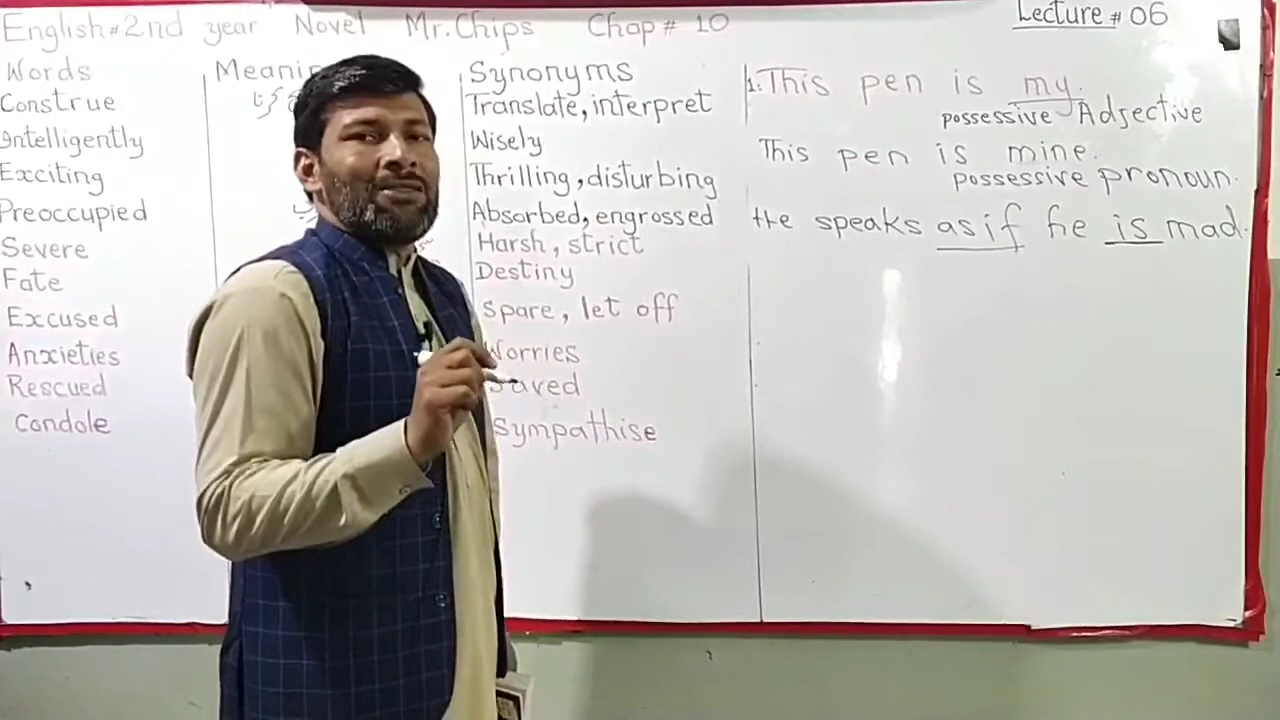 English#2nd year Novel Mr.Chips Chap# 10
Lecture # 06
Words
Construe
Intelligently
Exciting
Preoccupied
Severe
Fate
Excused
Anxieties
Rescued
Condole
Synonyms
Translate, interpret
Wisely
Thrilling, disturbing
Absorbed, engrossed
Harsh, strict
Destiny
Spare, let off
Worries
Saved
Sympathise
1. This pen is my.
possessive Adjective
This pen is mine.
possessive pronoun.
He speaks as if he is mad.